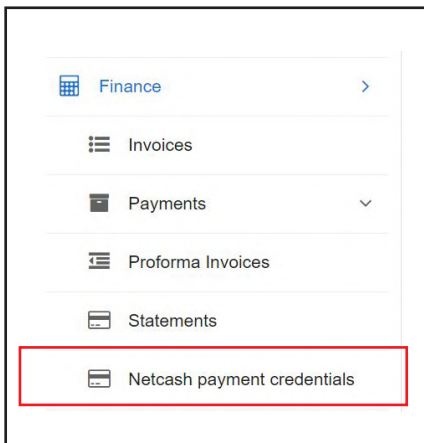 Finance
Invoices
Payments
Proforma Invoices
Statements
Netcash payment credentials